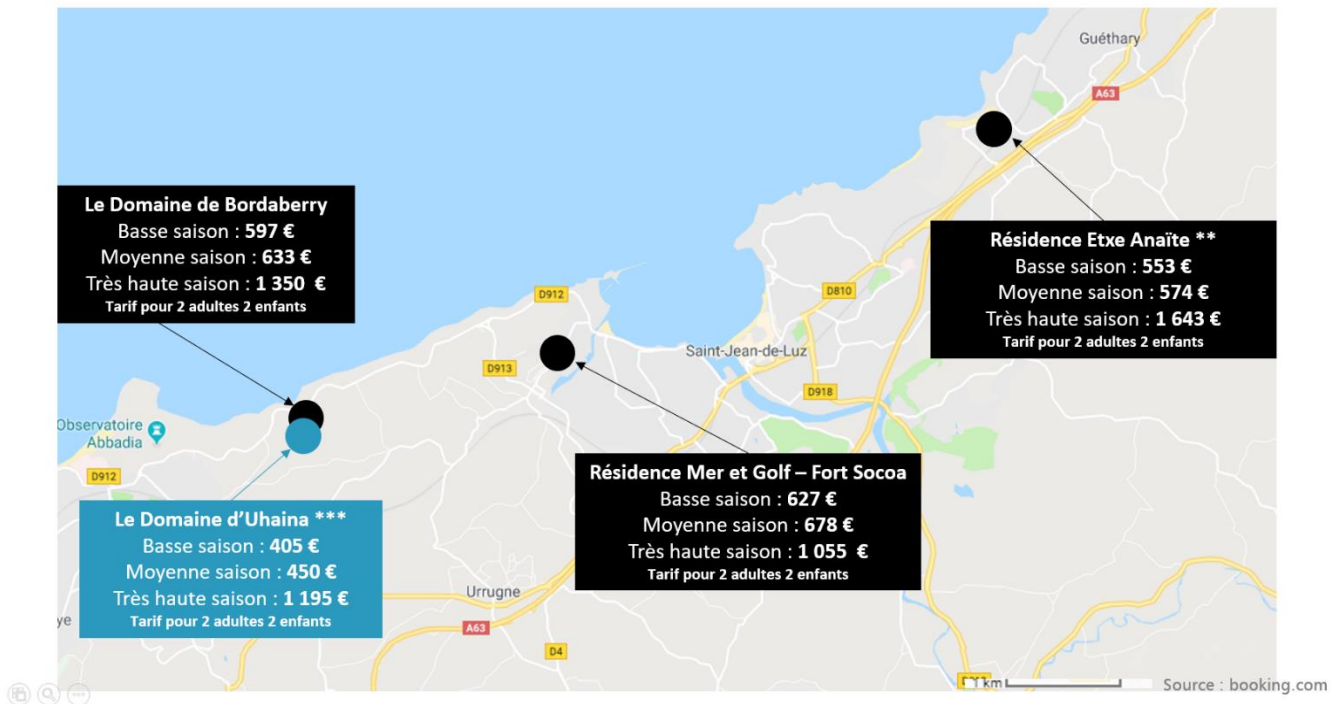 Guéthary
A63
Le Domaine de Bordaberry
Basse saison : 597 €
Moyenne saison : 633 €
Très haute saison : 1 350 €
Tarif pour 2 adultes 2 enfants
Résidence Etxe Anaïte **
Basse saison : 553 €
Moyenne saison : 574 €
Très haute saison : 1 643 €
Tarif pour 2 adultes 2 enfants
D912
D810
Saint-Jean-de-Luz
D913
D918
Observatoire
Abbadia
D912
Résidence Mer et Golf – Fort Socoa
Basse saison : 627 €
Moyenne saison : 678 €
Très haute saison : 1 055 €
Tarif pour 2 adultes 2 enfants
Le Domaine d’Uhaina ***
Basse saison : 405 €
Moyenne saison : 450 €
Très haute saison : 1 195 €
Tarif pour 2 adultes 2 enfants
Urrugne
ye
A63
D4
km
Source : booking.com